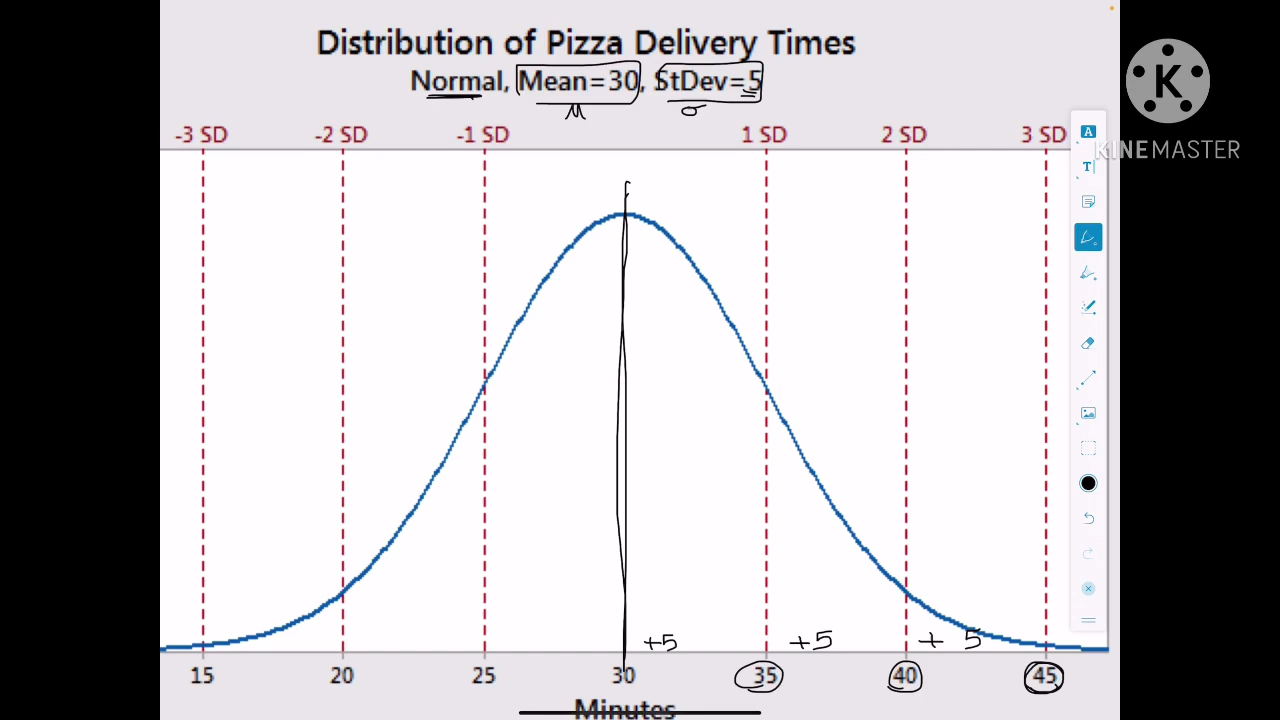 Distribution of Pizza Delivery Times
Normal, Mean=30, StDev=5
μ σ
-3 SD -2 SD -1 SD 1 SD 2 SD 3 SD
+5 +5 + 5
15 20 25 30 35 40 45
Minutes
K
KINEMASTER
A
T